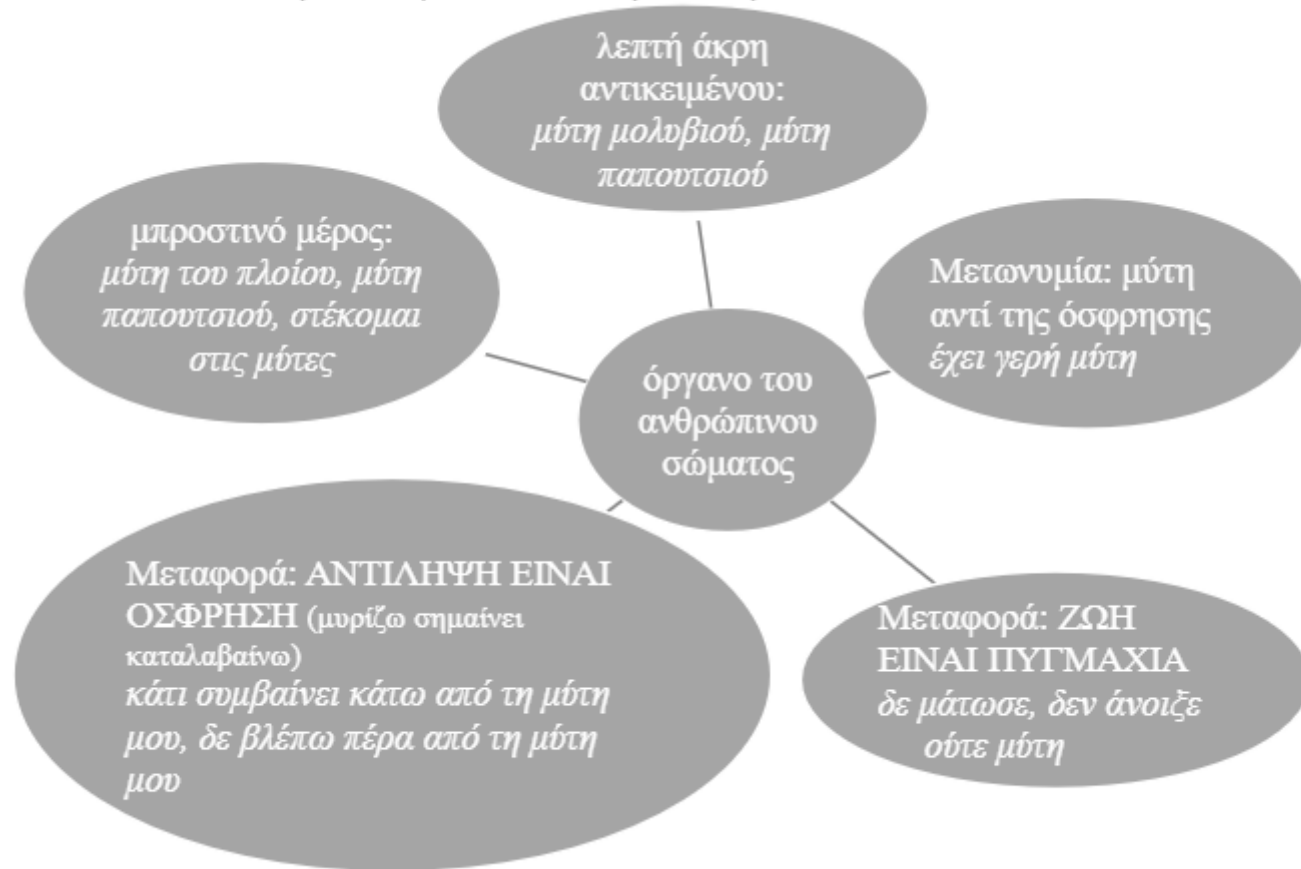 λεπτή άκρη
αντικειμένου:
μύτη μολυβιού, μύτη
παπουτσιού
μπροστινό μέρος:
μύτη του πλοίου, μύτη
παπουτσιού, στέκομαι
στις μύτες
Μετωνυμία: μύτη
αντί της όσφρησης
έχει γερή μύτη
όργανο του
ανθρώπινου
σώματος
Μεταφορά: ΑΝΤΙΛΗΨΗ ΕΙΝΑΙ
ΟΣΦΡΗΣΗ (μυρίζω σημαίνει
καταλαβαίνω)
κάτι συμβαίνει κάτω από τη μύτη
μου, δε βλέπω πέρα από τη μύτη
μου
Μεταφορά: ΖΩΗ
ΕΙΝΑΙ ΠΥΓΜΑΧΙΑ
δε μάτωσε, δεν άνοιξε
ούτε μύτη